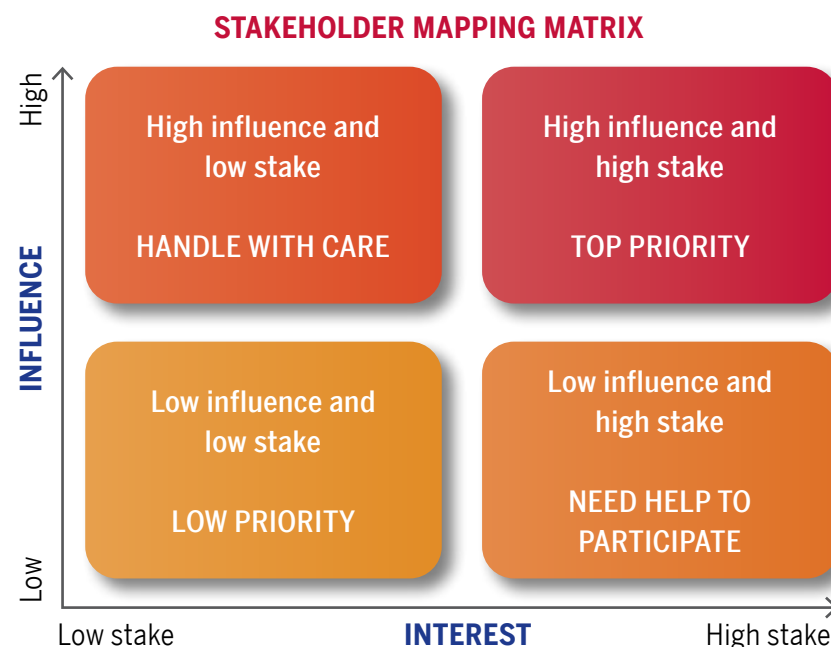 STAKEHOLDER MAPPING MATRIX
High
INFLUENCE
Low
High influence and
low stake
HANDLE WITH CARE
High influence and
high stake
TOP PRIORITY
Low influence and
low stake
LOW PRIORITY
Low influence and
high stake
NEED HELP TO
PARTICIPATE
Low stake
INTEREST
High stake